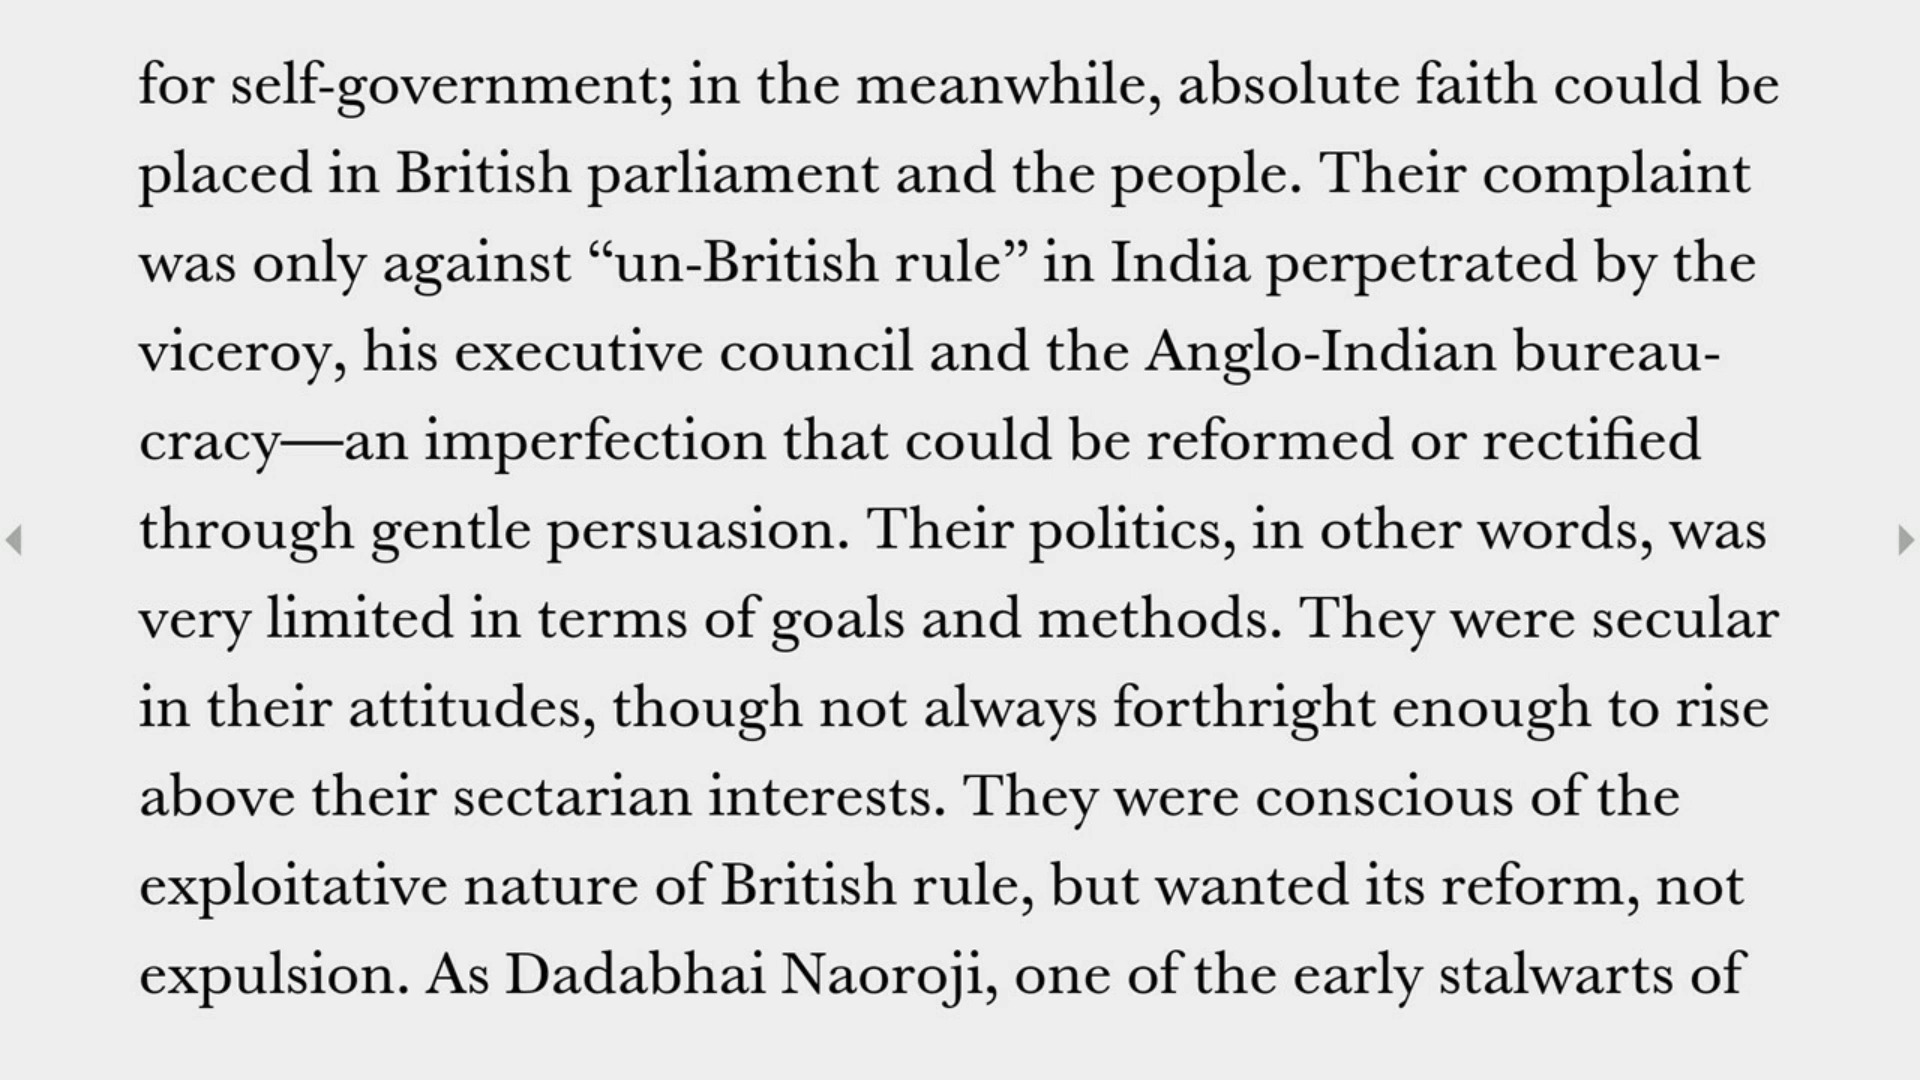 for self-government; in the meanwhile, absolute faith could be
placed in British parliament and the people. Their complaint
was only against “un-British rule” in India perpetrated by the
viceroy, his executive council and the Anglo-Indian bureau-
cracy—an imperfection that could be reformed or rectified
through gentle persuasion. Their politics, in other words, was
very limited in terms of goals and methods. They were secular
in their attitudes, though not always forthright enough to rise
above their sectarian interests. They were conscious of the
exploitative nature of British rule, but wanted its reform, not
expulsion. As Dadabhai Naoroji, one of the early stalwarts of